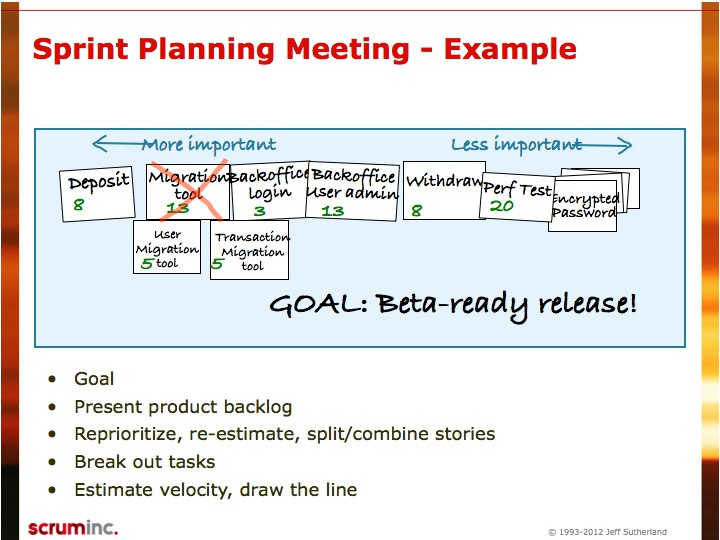 Sprint Planning Meeting - Example
More important
Less important
Deposit
8
Migration
tool
13
Backoffice
login
3
Backoffice
User admin
13
Withdraw
8
Perf Test
20
Encrypted
Password
User
Migration
tool
5
Transaction
Migration
tool
5
GOAL: Beta-ready release!
• Goal
• Present product backlog
• Reprioritize, re-estimate, split/combine stories
• Break out tasks
• Estimate velocity, draw the line
scruminc.
© 1993-2012 Jeff Sutherland